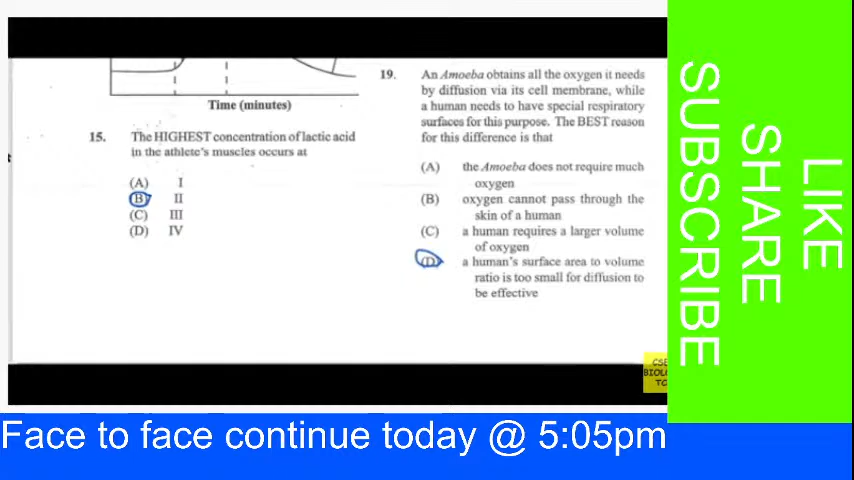 Time (minutes)
15. The HIGHEST concentration of lactic acid
in the athlete's muscles occurs at
(A) I
(B) II
(C) III
(D) IV
19. An Amoeba obtains all the oxygen it needs
by diffusion via its cell membrane, while
a human needs to have special respiratory
surfaces for this purpose. The BEST reason
for this difference is that
(A) the Amoeba does not require much
oxygen
(B) oxygen cannot pass through the
skin of a human
(C) a human requires a larger volume
of oxygen
(D) a human's surface area to volume
ratio is too small for diffusion to
be effective
LIKE
SHARE
SUBSCRIBE
Face to face continue today @ 5:05pm